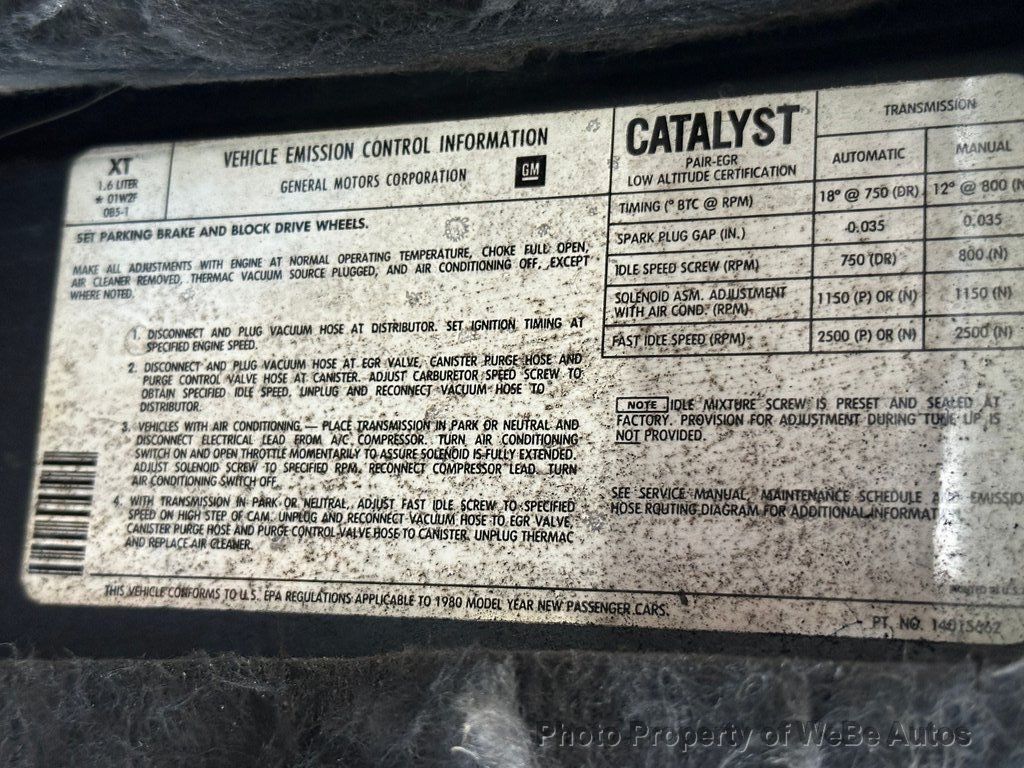 XT
1.6 LITER
* 01W2F
0B5-1
VEHICLE EMISSION CONTROL INFORMATION
GENERAL MOTORS CORPORATION
GM
SET PARKING BRAKE AND BLOCK DRIVE WHEELS.
MAKE ALL ADJUSTMENTS WITH ENGINE AT NORMAL OPERATING TEMPERATURE, CHOKE FULL OPEN,
AIR CLEANER REMOVED, THERMAC VACUUM SOURCE PLUGGED, AND AIR CONDITIONING OFF, EXCEPT
WHERE NOTED.
1. DISCONNECT AND PLUG VACUUM HOSE AT DISTRIBUTOR. SET IGNITION TIMING AT
SPECIFIED ENGINE SPEED.
2. DISCONNECT AND PLUG VACUUM HOSE AT EGR VALVE, CANISTER PURGE HOSE AND
PURGE CONTROL VALVE HOSE AT CANISTER. ADJUST CARBURETOR SPEED SCREW TO
OBTAIN SPECIFIED IDLE SPEED. UNPLUG AND RECONNECT VACUUM HOSE TO
DISTRIBUTOR.
3. VEHICLES WITH AIR CONDITIONING — PLACE TRANSMISSION IN PARK OR NEUTRAL AND
DISCONNECT ELECTRICAL LEAD FROM A/C COMPRESSOR. TURN AIR CONDITIONING
SWITCH ON AND OPEN THROTTLE MOMENTARILY TO ASSURE SOLENOID IS FULLY EXTENDED.
ADJUST SOLENOID SCREW TO SPECIFIED RPM. RECONNECT COMPRESSOR LEAD. TURN
AIR CONDITIONING SWITCH OFF.
4. WITH TRANSMISSION IN PARK OR NEUTRAL, ADJUST FAST IDLE SCREW TO SPECIFIED
SPEED ON HIGH STEP OF CAM. UNPLUG AND RECONNECT VACUUM HOSE TO EGR VALVE,
CANISTER PURGE HOSE AND PURGE CONTROL VALVE HOSE TO CANISTER. UNPLUG THERMAC
AND REPLACE AIR CLEANER.
THIS VEHICLE CONFORMS TO U.S. EPA REGULATIONS APPLICABLE TO 1980 MODEL YEAR NEW PASSENGER CARS.
CATALYST
PAIR-EGR
LOW ALTITUDE CERTIFICATION
TRANSMISSION
AUTOMATIC MANUAL
TIMING (° BTC @ RPM) 18° @ 750 (DR) 12° @ 800 (N
SPARK PLUG GAP (IN.) 0.035 0.035
IDLE SPEED SCREW (RPM) 750 (DR) 800 (N)
SOLENOID ASM. ADJUSTMENT
WITH AIR COND. (RPM) 1150 (P) OR (N) 1150 (N)
FAST IDLE SPEED (RPM) 2500 (P) OR (N) 2500 (N)
NOTE IDLE MIXTURE SCREW IS PRESET AND SEALED AT
FACTORY. PROVISION FOR ADJUSTMENT DURING TUNE UP IS
NOT PROVIDED.
SEE SERVICE MANUAL, MAINTENANCE SCHEDULE EMISSIO
HOSE ROUTING DIAGRAM FOR ADDITIONAL INFORMAT
PRINTED IN U.S.
PT. NO.
Photo Property of WeBe Autos